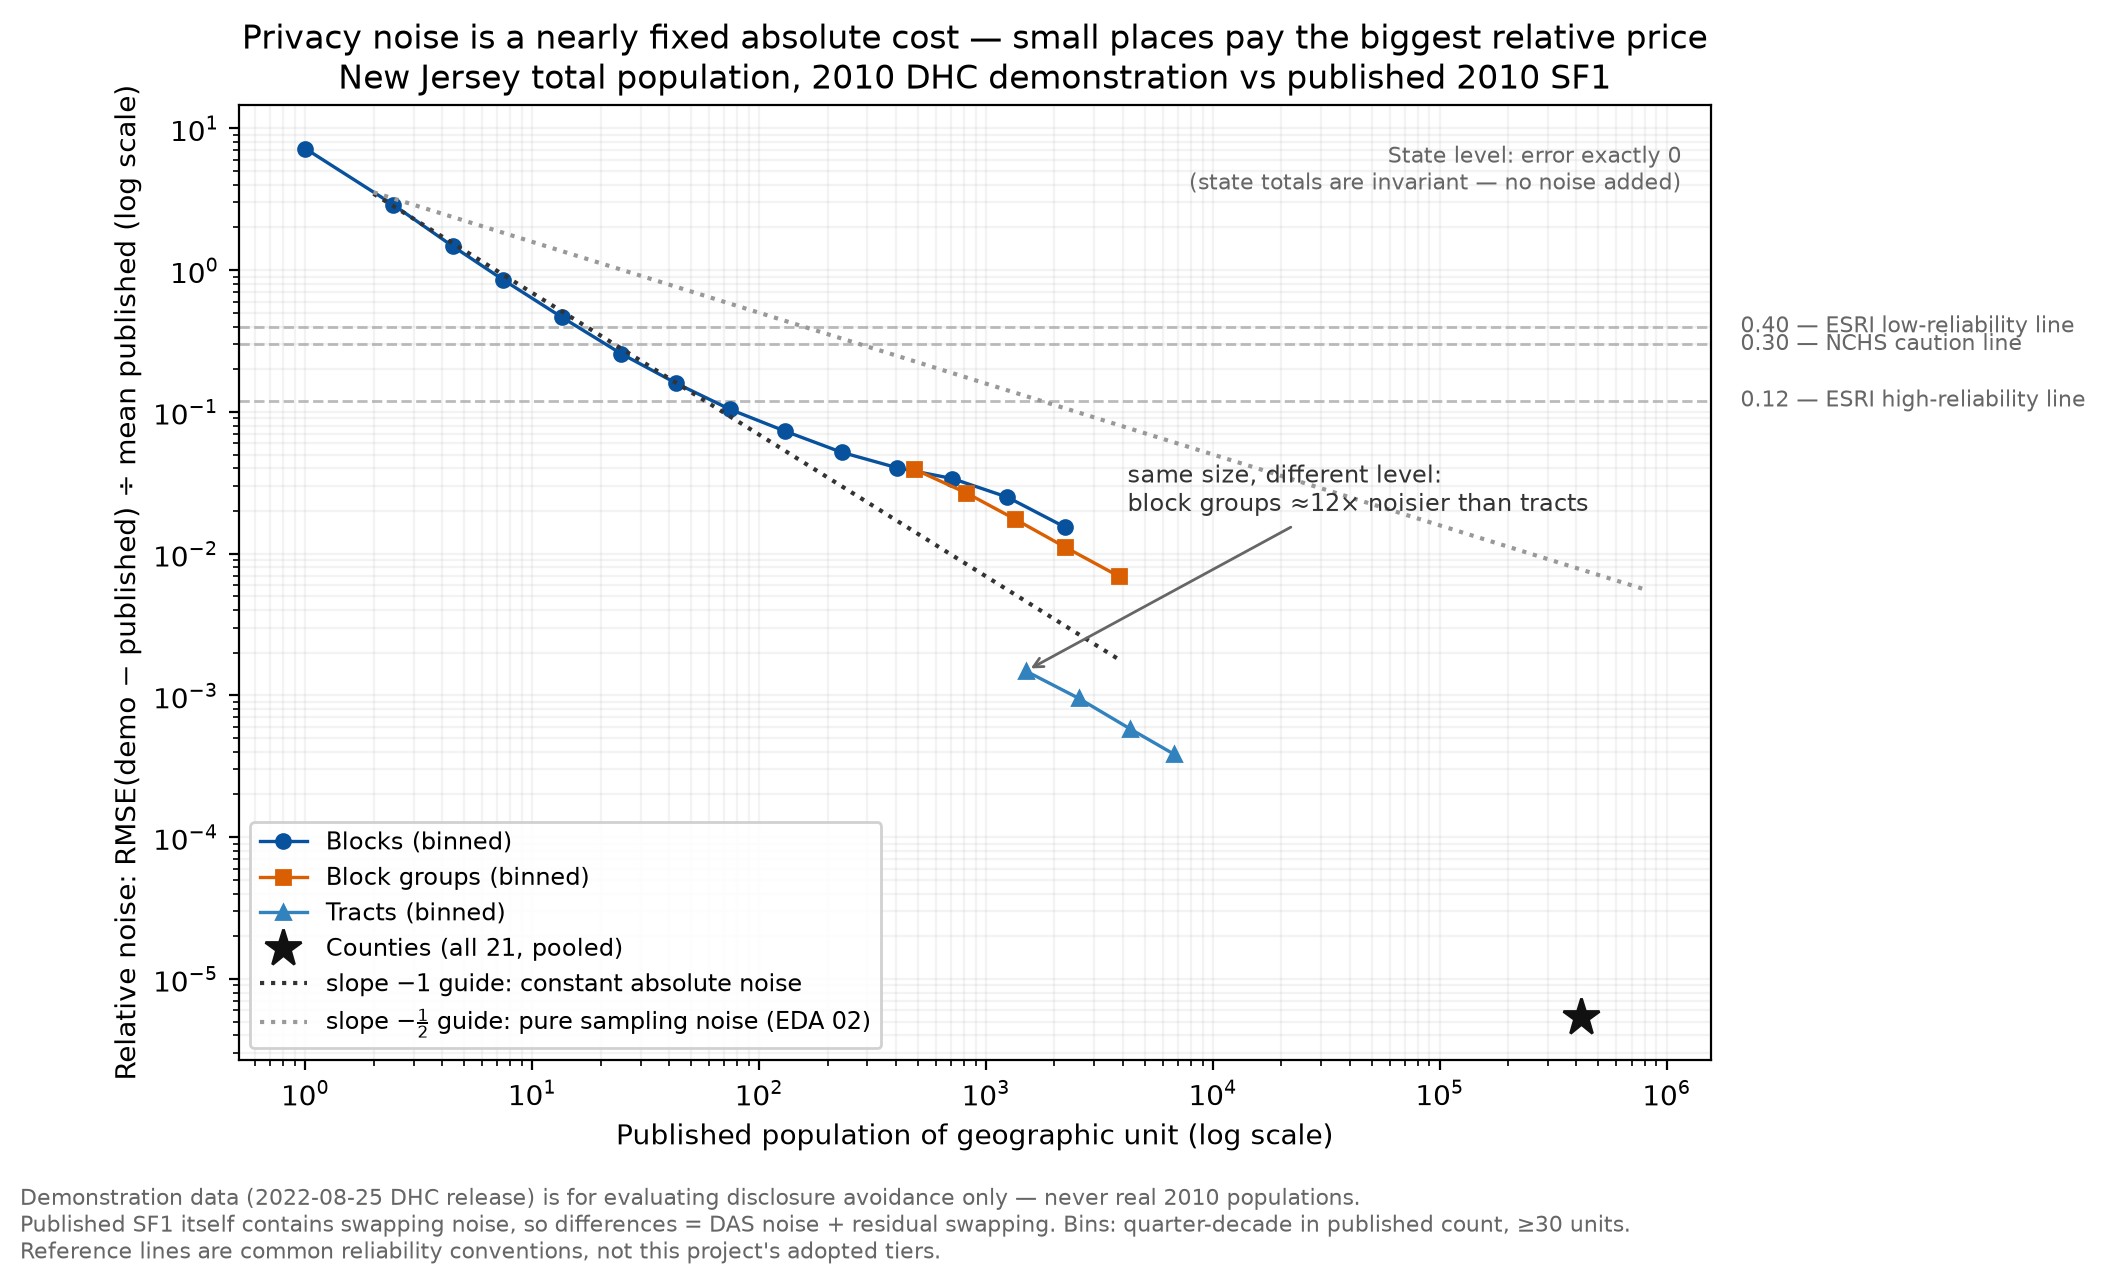 Privacy noise is a nearly fixed absolute cost — small places pay the biggest relative price
New Jersey total population, 2010 DHC demonstration vs published 2010 SF1
Relative noise: RMSE(demo − published) ÷ mean published (log scale)
10¹
10⁰
10⁻¹
10⁻²
10⁻³
10⁻⁴
10⁻⁵
State level: error exactly 0
(state totals are invariant — no noise added)
0.40 — ESRI low-reliability line
0.30 — NCHS caution line
0.12 — ESRI high-reliability line
same size, different level:
block groups ≈12× noisier than tracts
Blocks (binned)
Block groups (binned)
Tracts (binned)
Counties (all 21, pooled)
slope −1 guide: constant absolute noise
slope −½ guide: pure sampling noise (EDA 02)
10⁰ 10¹ 10² 10³ 10⁴ 10⁵ 10⁶
Published population of geographic unit (log scale)
Demonstration data (2022-08-25 DHC release) is for evaluating disclosure avoidance only — never real 2010 populations.
Published SF1 itself contains swapping noise, so differences = DAS noise + residual swapping. Bins: quarter-decade in published count, ≥30 units.
Reference lines are common reliability conventions, not this project's adopted tiers.